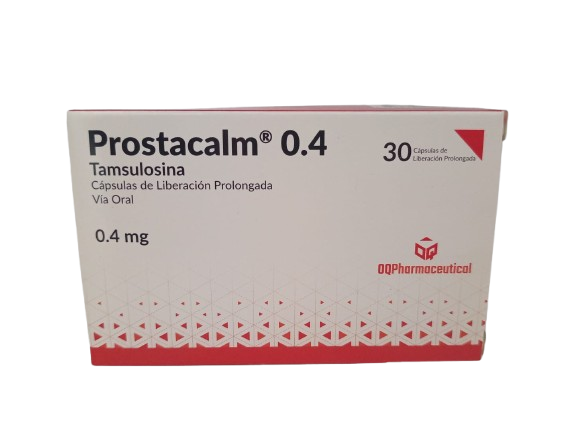 Prostacalm® 0.4
Tamsulosina
Cápsulas de Liberación Prolongada
Vía Oral
0.4 mg
30 Cápsulas de
Liberación Prolongada
OQ
OQPharmaceutical